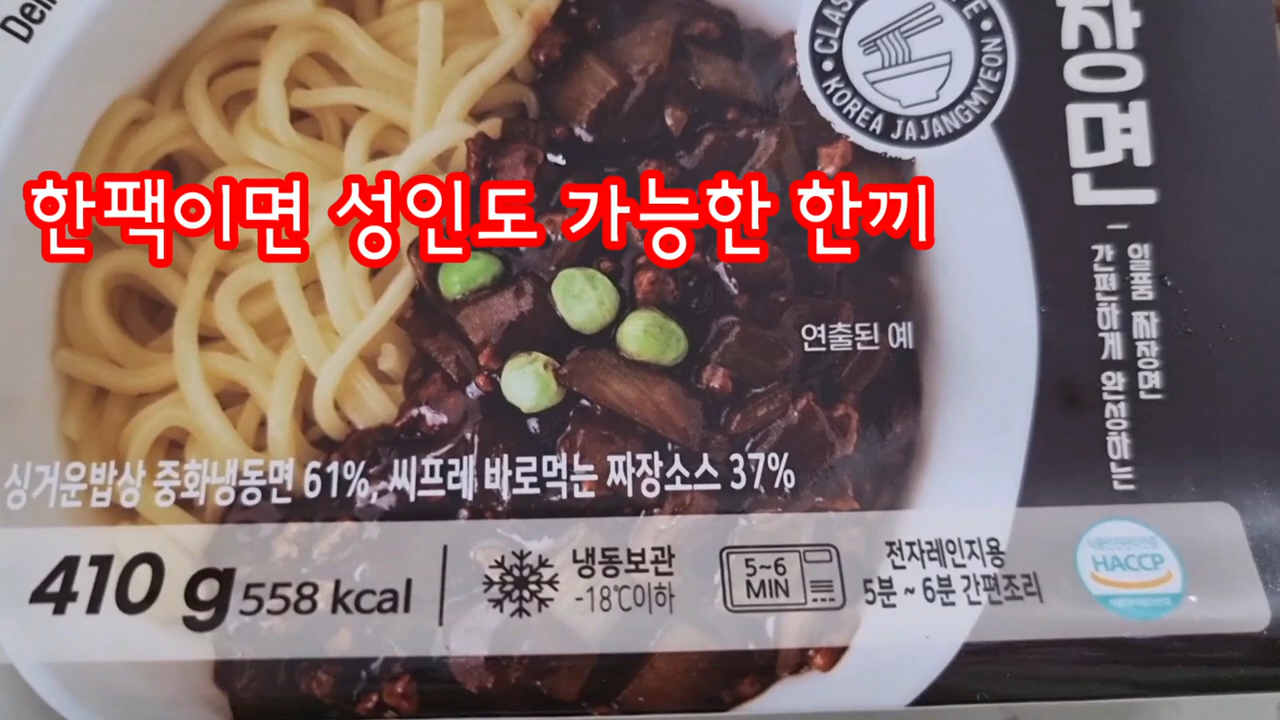 Deli
CLAS
KOREA JAJANGMYEON
짜장면
간편하게 완성하는
일품 짜장면
한팩이면 성인도 가능한 한끼
연출된 예
싱거운밥상 중화냉동면 61%, 씨프레 바로먹는 짜장소스 37%
410 g 558 kcal
냉동보관
-18℃이하
5~6
MIN
전자레인지용
5분 ~ 6분 간편조리
HACCP